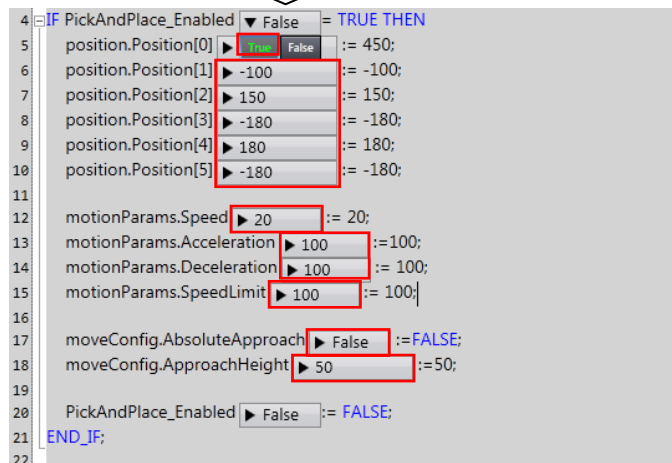 4 IF PickAndPlace_Enabled ▼ False = TRUE THEN
5 position.Position[0] ▶ True False := 450;
6 position.Position[1] ▶ -100 := -100;
7 position.Position[2] ▶ 150 := 150;
8 position.Position[3] ▶ -180 := -180;
9 position.Position[4] ▶ 180 := 180;
10 position.Position[5] ▶ -180 := -180;
11
12 motionParams.Speed ▶ 20 := 20;
13 motionParams.Acceleration ▶ 100 :=100;
14 motionParams.Deceleration ▶ 100 := 100;
15 motionParams.SpeedLimit ▶ 100 := 100;
16
17 moveConfig.AbsoluteApproach ▶ False :=FALSE;
18 moveConfig.ApproachHeight ▶ 50 :=50;
19
20 PickAndPlace_Enabled ▶ False := FALSE;
21 END_IF;
22